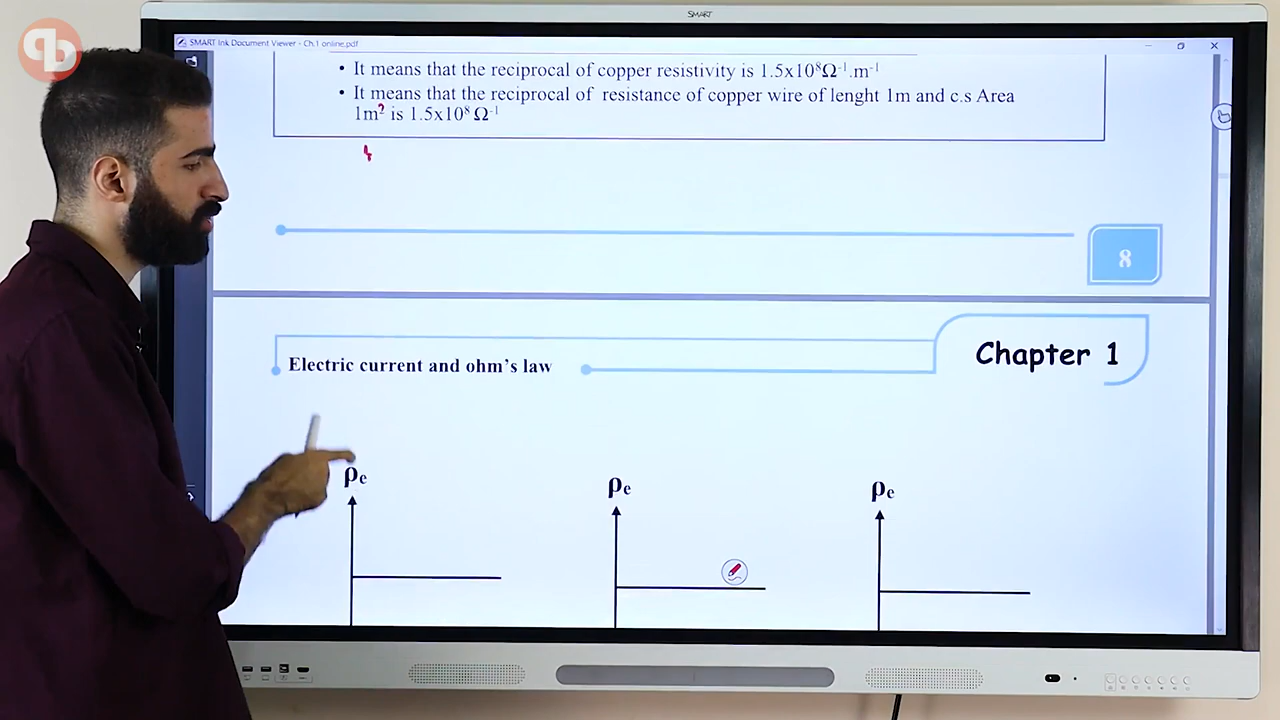 SMART
qb
SMART Ink Document Viewer - Ch.1 online.pdf
• It means that the reciprocal of copper resistivity is 1.5x10⁸Ω⁻¹.m⁻¹
• It means that the reciprocal of resistance of copper wire of lenght 1m and c.s Area
1m² is 1.5x10⁸ Ω⁻¹
8
Chapter 1
Electric current and ohm's law
ρe
ρe
ρe